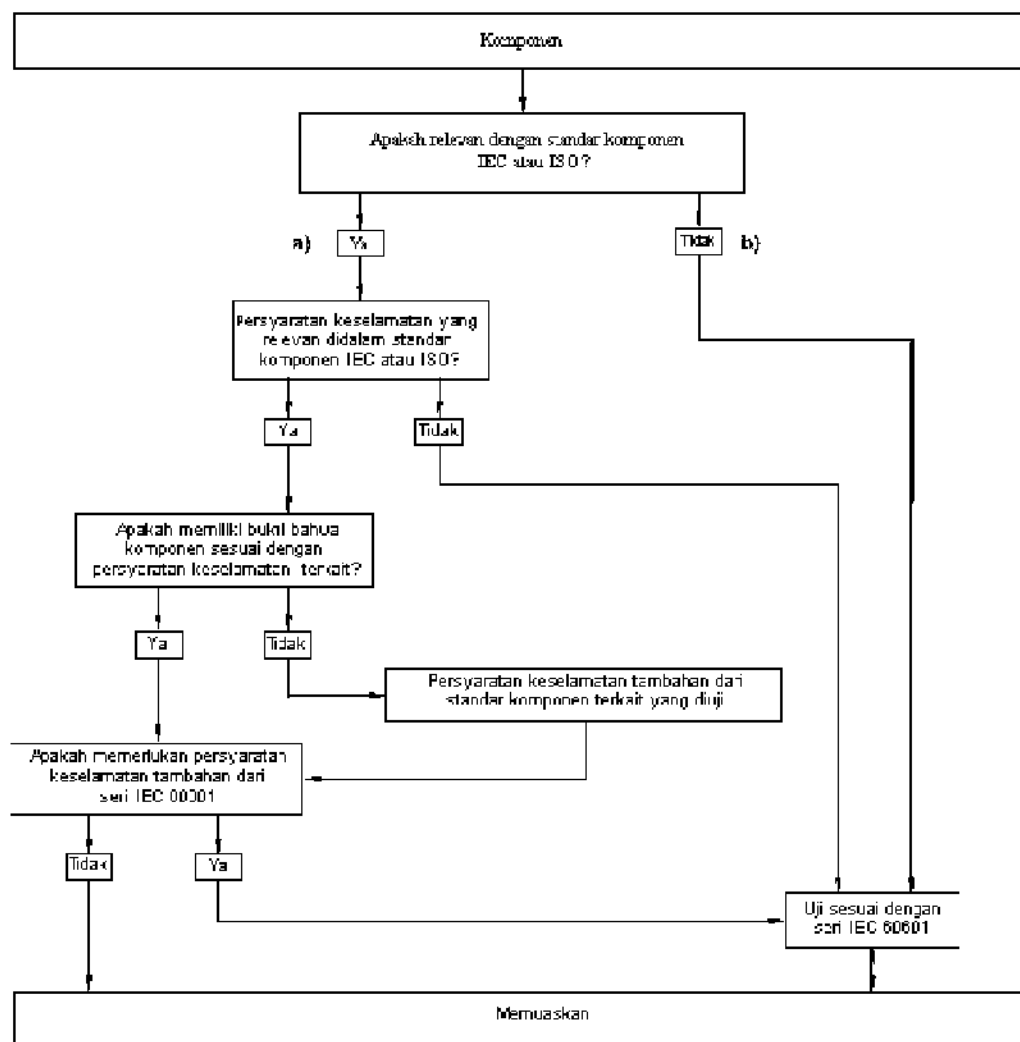 Komponen
Apakah relevan dengan standar komponen
IEC atau ISO?
a)
Ya
Tidak
b)
Persyaratan keselamatan yang
relevan didalam standar
komponen IEC atau ISO?
Ya
Tidak
Apakah memiliki bukti bahwa
komponen sesuai dengan
persyaratan keselamatan terkait?
Ya
Tidak
Persyaratan keselamatan tambahan dari
standar komponen terkait yang diuji
Apakah memerlukan persyaratan
keselamatan tambahan dari
seri IEC
Tidak
Ya
Uji sesuai dengan
seri IEC 60601
Memuaskan